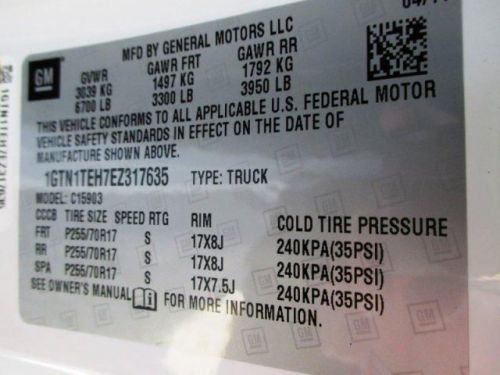 MFD BY GENERAL MOTORS LLC
GM
GVWR GAWR FRT GAWR RR
3039 KG 1497 KG 1792 KG
6700 LB 3300 LB 3950 LB
THIS VEHICLE CONFORMS TO ALL APPLICABLE U.S. FEDERAL MOTOR
VEHICLE SAFETY STANDARDS IN EFFECT ON THE DATE OF
MANUFACTURE SHOWN ABOVE.
1GTN1TEH7EZ317635 TYPE: TRUCK
MODEL: C15903
CCCB TIRE SIZE SPEED RTG RIM COLD TIRE PRESSURE
FRT P255/70R17 S 17X8J 240KPA(35PSI)
RR P255/70R17 S 17X8J 240KPA(35PSI)
SPA P255/70R17 S 17X7.5J 240KPA(35PSI)
SEE OWNER'S MANUAL FOR MORE INFORMATION.